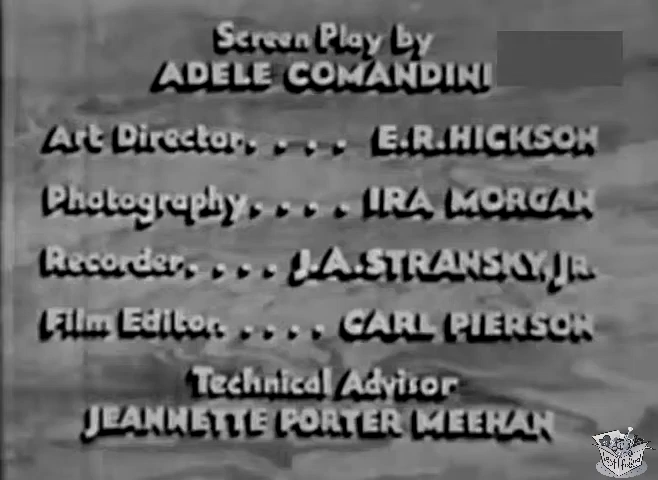 Screen Play by
ADELE COMANDINI
Art Director. . . . E.R.HICKSON
Photography. . . . IRA MORGAN
Recorder. . . . J.A.STRANSKY, JR.
Film Editor. . . . . CARL PIERSON
Technical Advisor
JEANNETTE PORTER MEEHAN